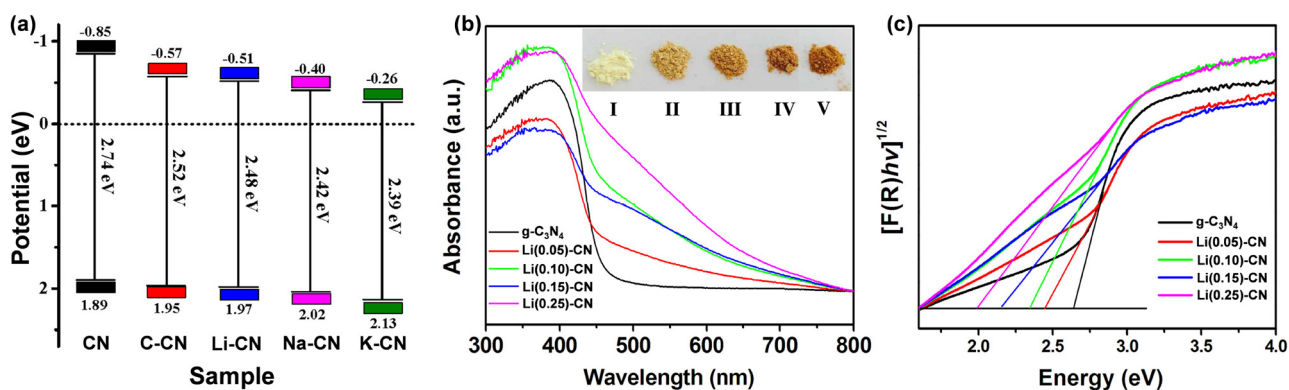 (a)
-0.85
-0.57
-0.51
-0.40
-0.26
-1
0
1
2
Potential (eV)
2.74 eV
2.52 eV
2.48 eV
2.42 eV
2.39 eV
1.89
1.95
1.97
2.02
2.13
CN C-CN Li-CN Na-CN K-CN
Sample
(b)
Absorbance (a.u.)
I II III IV V
g-C₃N₄
Li(0.05)-CN
Li(0.10)-CN
Li(0.15)-CN
Li(0.25)-CN
300 400 500 600 700 800
Wavelength (nm)
(c)
[F(R)hv]^1/2
g-C₃N₄
Li(0.05)-CN
Li(0.10)-CN
Li(0.15)-CN
Li(0.25)-CN
2.0 2.5 3.0 3.5 4.0
Energy (eV)